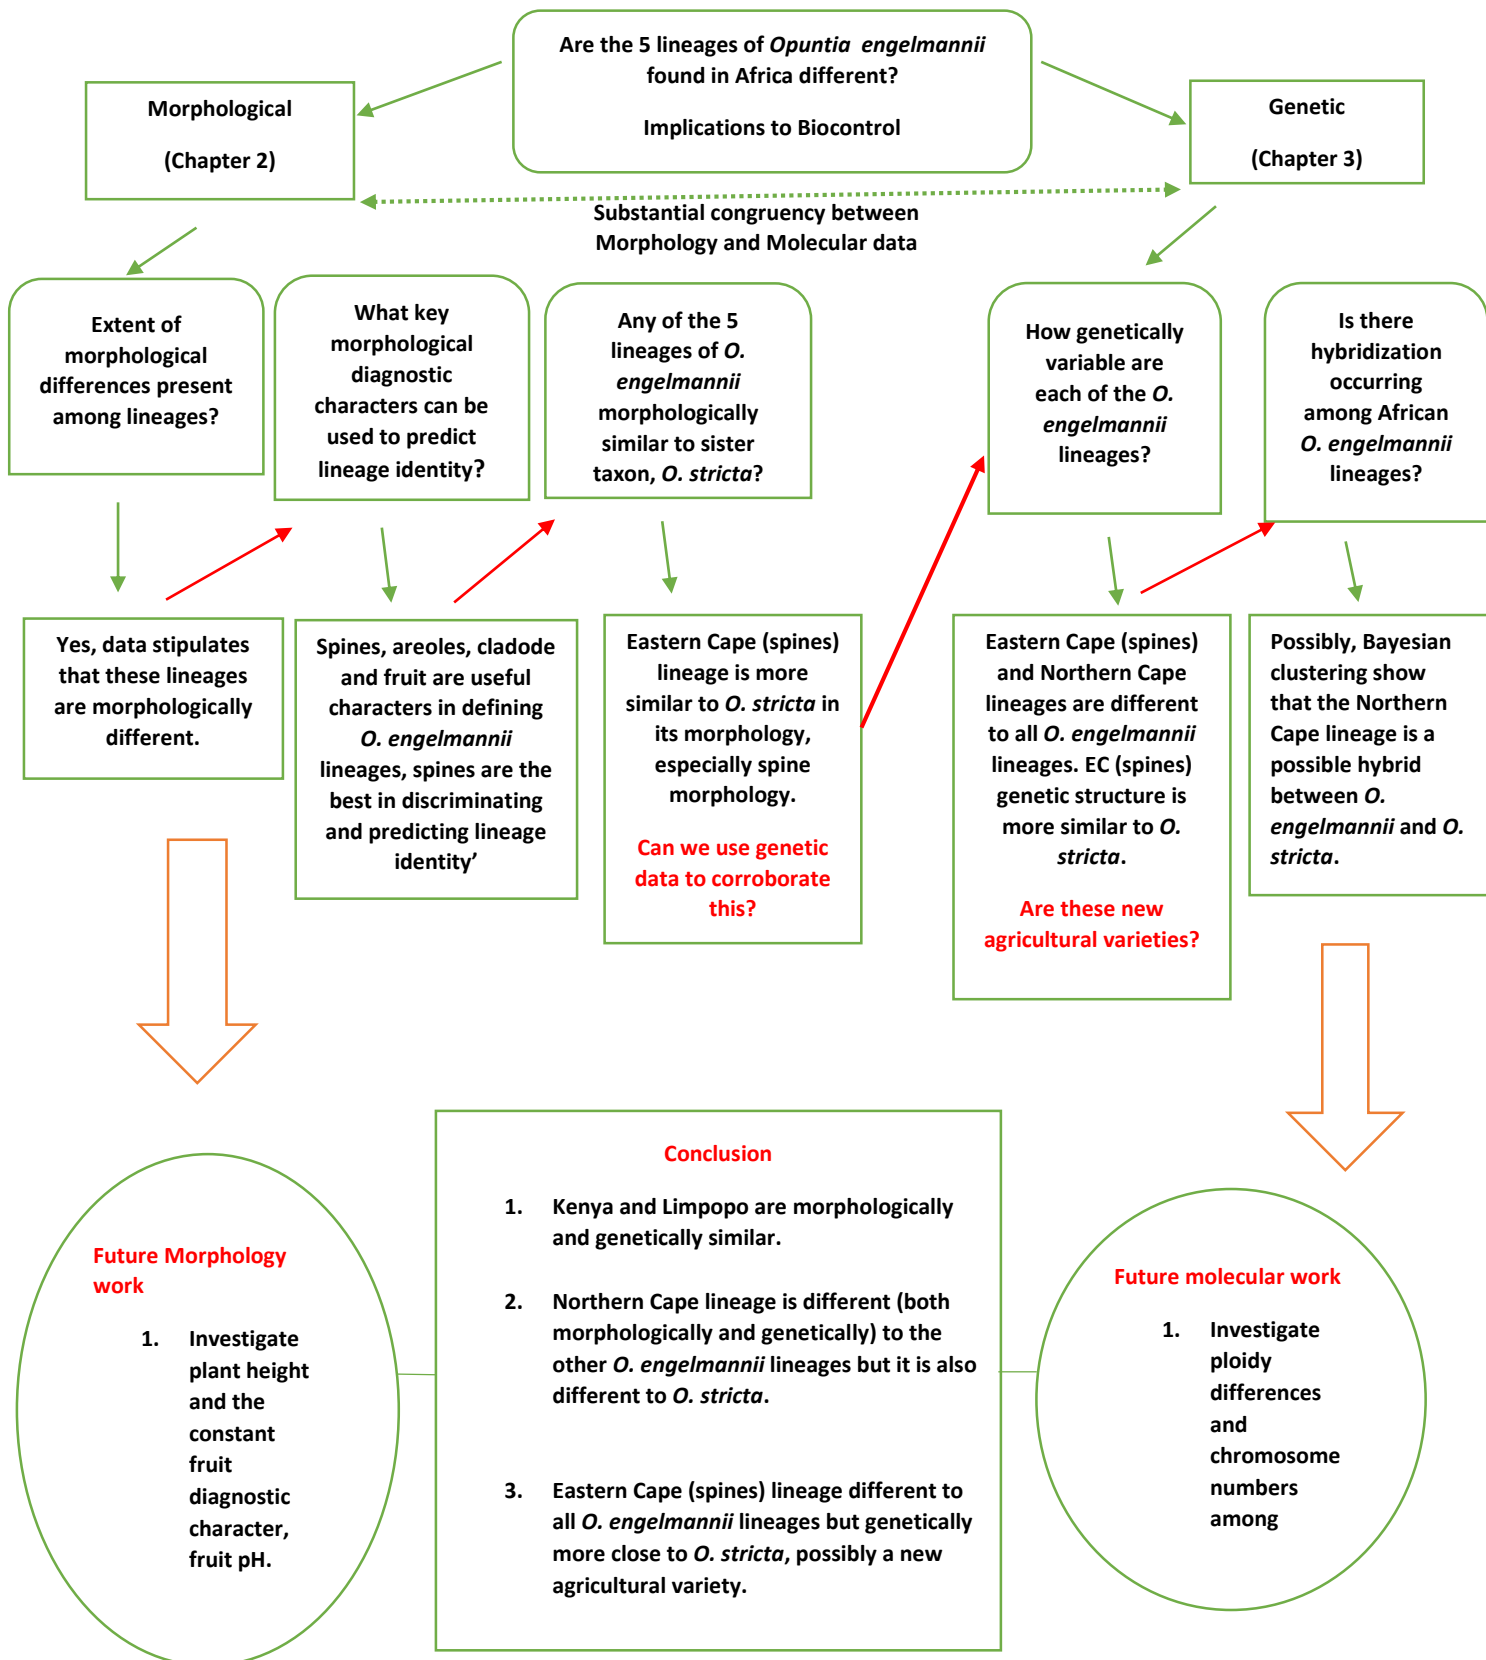 Are the 5 lineages of Opuntia engelmannii
found in Africa different?
Implications to Biocontrol
Morphological
(Chapter 2)
Genetic
(Chapter 3)
Substantial congruency between
Morphology and Molecular data
Extent of
morphological
differences present
among lineages?
What key
morphological
diagnostic
characters can be
used to predict
lineage identity?
Any of the 5
lineages of O.
engelmannii
morphologically
similar to sister
taxon, O. stricta?
How genetically
variable are
each of the O.
engelmannii
lineages?
Is there
hybridization
occurring
among African
O. engelmannii
lineages?
Yes, data stipulates
that these lineages
are morphologically
different.
Spines, areoles, cladode
and fruit are useful
characters in defining
O. engelmannii
lineages, spines are the
best in discriminating
and predicting lineage
identity’
Eastern Cape (spines)
lineage is more
similar to O. stricta in
its morphology,
especially spine
morphology.
Can we use genetic
data to corroborate
this?
Eastern Cape (spines)
and Northern Cape
lineages are different
to all O. engelmannii
lineages. EC (spines)
genetic structure is
more similar to O.
stricta.
Are these new
agricultural varieties?
Possibly, Bayesian
clustering show
that the Northern
Cape lineage is a
possible hybrid
between O.
engelmannii and O.
stricta.
Future Morphology
work
1. Investigate
plant height
and the
constant
fruit
diagnostic
character,
fruit pH.
Conclusion
1. Kenya and Limpopo are morphologically
and genetically similar.
2. Northern Cape lineage is different (both
morphologically and genetically) to the
other O. engelmannii lineages but it is also
different to O. stricta.
3. Eastern Cape (spines) lineage different to
all O. engelmannii lineages but genetically
more close to O. stricta, possibly a new
agricultural variety.
Future molecular work
1. Investigate
ploidy
differences
and
chromosome
numbers
among